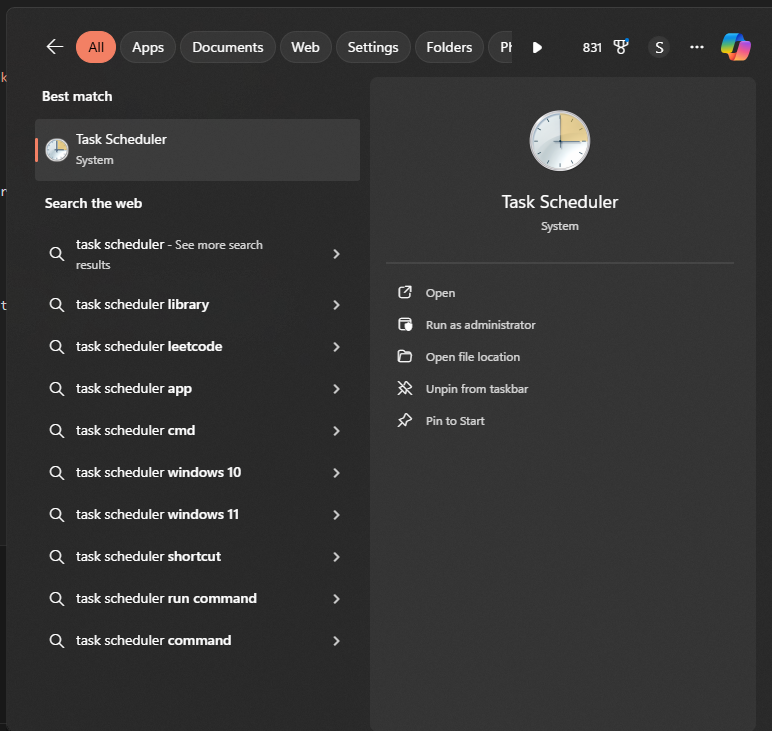 All
Apps
Documents
Web
Settings
Folders
831
S
Best match
Task Scheduler
System
Search the web
task scheduler - See more search
results
task scheduler library
task scheduler leetcode
task scheduler app
task scheduler cmd
task scheduler windows 10
task scheduler windows 11
task scheduler shortcut
task scheduler run command
task scheduler command
Task Scheduler
System
Open
Run as administrator
Open file location
Unpin from taskbar
Pin to Start